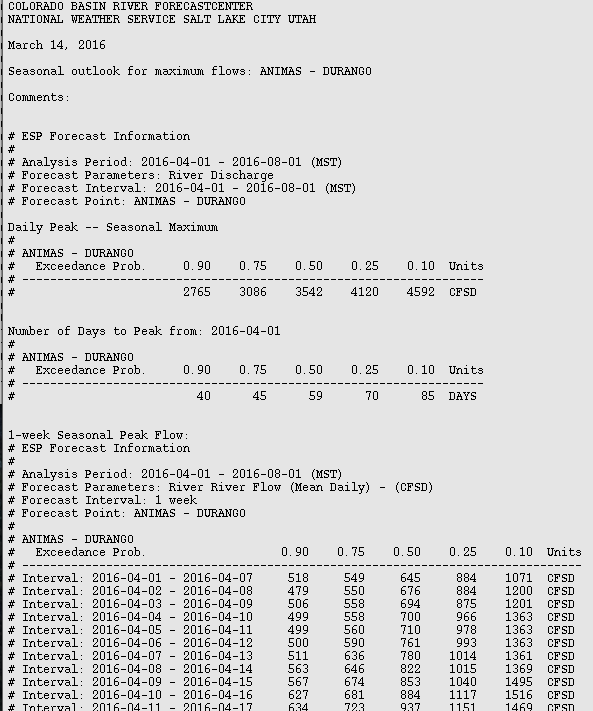 COLORADO BASIN RIVER FORECASTCENTER
NATIONAL WEATHER SERVICE SALT LAKE CITY UTAH
March 14, 2016
Seasonal outlook for maximum flows: ANIMAS - DURANGO
Comments:
# ESP Forecast Information
#
# Analysis Period: 2016-04-01 - 2016-08-01 (MST)
# Forecast Parameters: River Discharge
# Forecast Interval: 2016-04-01 - 2016-08-01 (MST)
# Forecast Point: ANIMAS - DURANGO
Daily Peak -- Seasonal Maximum
#
# ANIMAS - DURANGO
#   Exceedance Prob.     0.90    0.75    0.50    0.25    0.10  Units
# ------------------------------------------------------------------
#                        2765    3086    3542    4120    4592  CFSD
Number of Days to Peak from: 2016-04-01
#
# ANIMAS - DURANGO
#   Exceedance Prob.     0.90    0.75    0.50    0.25    0.10  Units
# ------------------------------------------------------------------
#                          40      45      59      70      85  DAYS
1-week Seasonal Peak Flow:
# ESP Forecast Information
#
# Analysis Period: 2016-04-01 - 2016-08-01 (MST)
# Forecast Parameters: River River Flow (Mean Daily) - (CFSD)
# Forecast Interval: 1 week
# Forecast Point: ANIMAS - DURANGO
#
# ANIMAS - DURANGO
#   Exceedance Prob.                   0.90    0.75    0.50    0.25    0.10  Units
# --------------------------------------------------------------------------------
# Interval: 2016-04-01 - 2016-04-07     518     549     645     884    1071  CFSD
# Interval: 2016-04-02 - 2016-04-08     479     550     676     884    1200  CFSD
# Interval: 2016-04-03 - 2016-04-09     506     558     694     875    1201  CFSD
# Interval: 2016-04-04 - 2016-04-10     499     558     700     966    1363  CFSD
# Interval: 2016-04-05 - 2016-04-11     499     560     710     978    1363  CFSD
# Interval: 2016-04-06 - 2016-04-12     500     590     761     993    1363  CFSD
# Interval: 2016-04-07 - 2016-04-13     511     636     780    1014    1361  CFSD
# Interval: 2016-04-08 - 2016-04-14     563     646     822    1015    1369  CFSD
# Interval: 2016-04-09 - 2016-04-15     567     674     853    1040    1495  CFSD
# Interval: 2016-04-10 - 2016-04-16     627     681     884    1117    1516  CFSD
# Interval: 2016-04-11 - 2016-04-17     634     723     937    1151    1469  CFSD